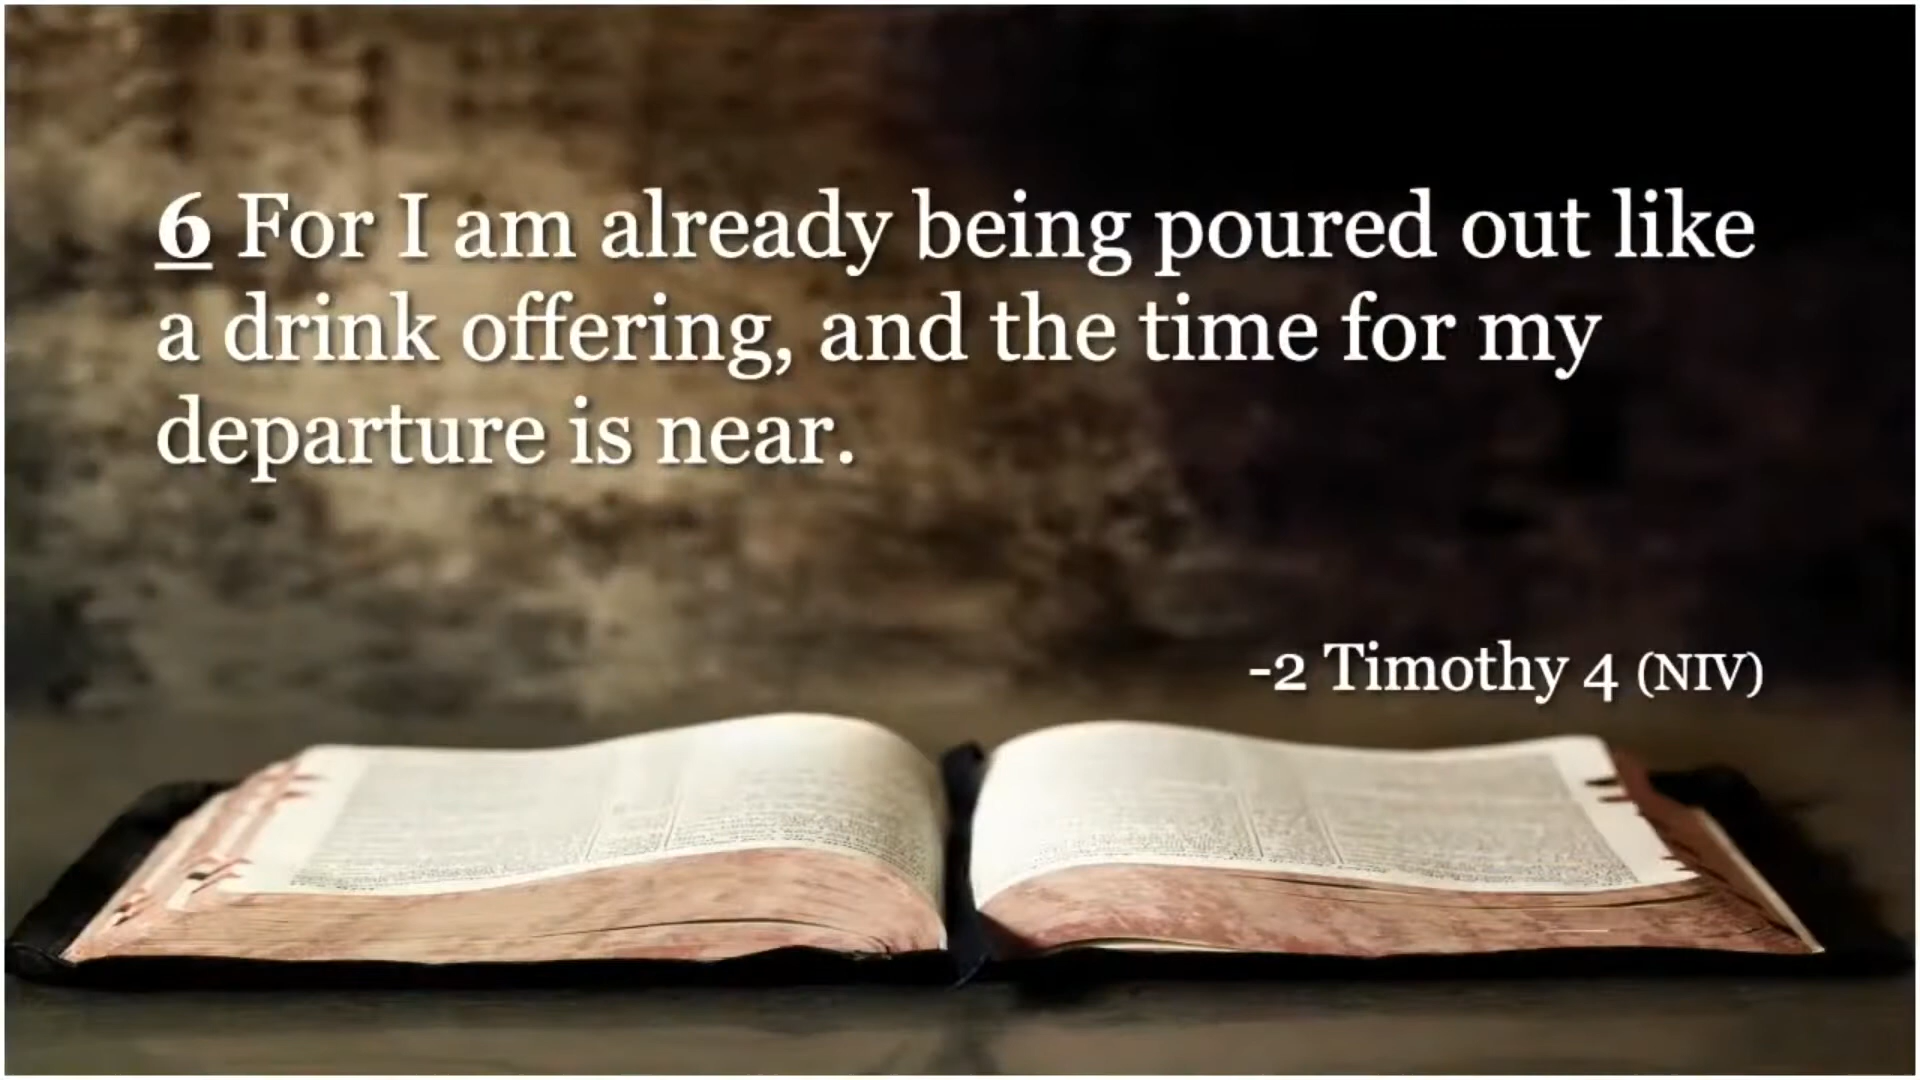 6 For I am already being poured out like
a drink offering, and the time for my
departure is near.
-2 Timothy 4 (NIV)